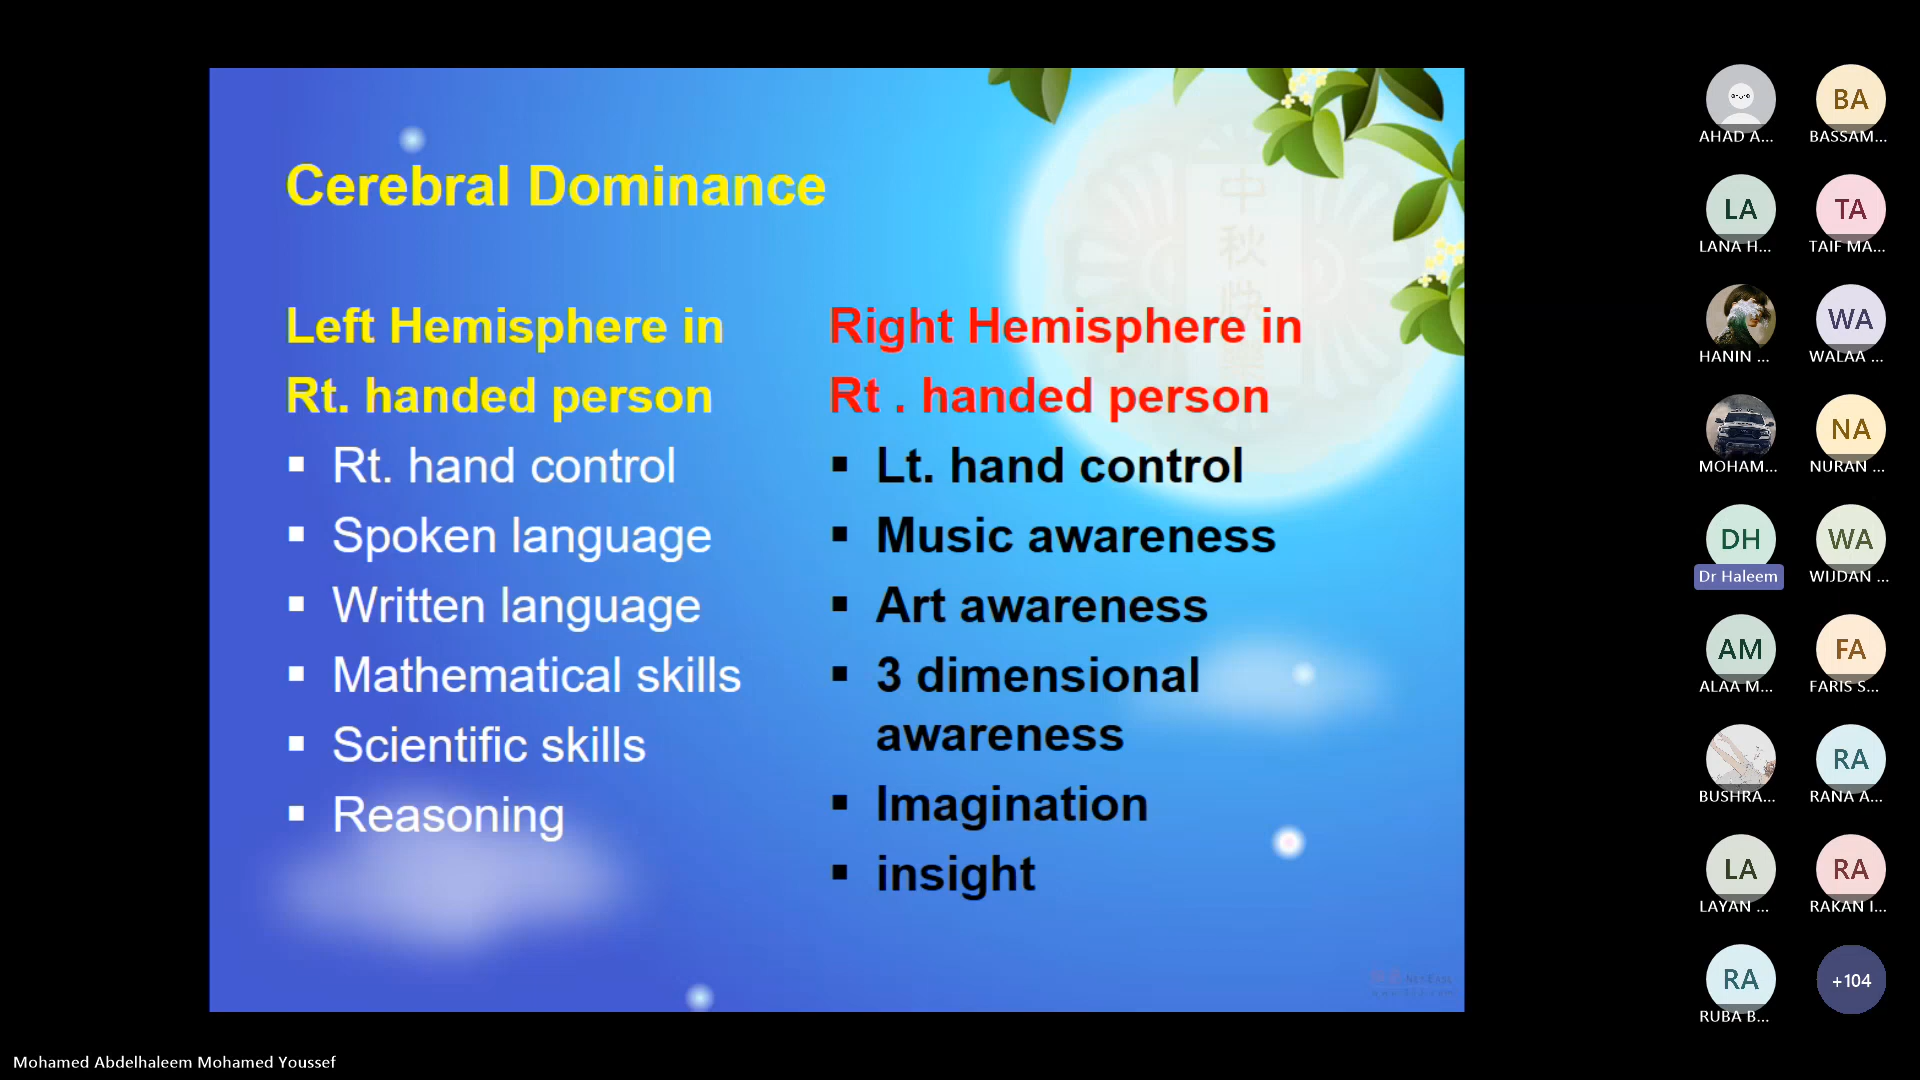 Cerebral Dominance
Left Hemisphere in
Rt. handed person
▪ Rt. hand control
▪ Spoken language
▪ Written language
▪ Mathematical skills
▪ Scientific skills
▪ Reasoning
Right Hemisphere in
Rt . handed person
▪ Lt. hand control
▪ Music awareness
▪ Art awareness
▪ 3 dimensional
awareness
▪ Imagination
▪ insight
中
秋
快
AHAD A...
BA
BASSAM...
LA
LANA H...
TA
TAIF MA...
HANIN ...
WA
WALAA ...
MOHAM...
NA
NURAN ...
DH
Dr Haleem
WA
WIJDAN ...
AM
ALAA M...
FA
FARIS S...
BUSHRA...
RA
RANA A...
LA
LAYAN ...
RA
RAKAN I...
RA
RUBA B...
+104
Mohamed Abdelhaleem Mohamed Youssef